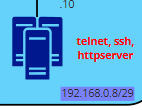 .10
telnet, ssh,
httpserver
192.168.0.8/29